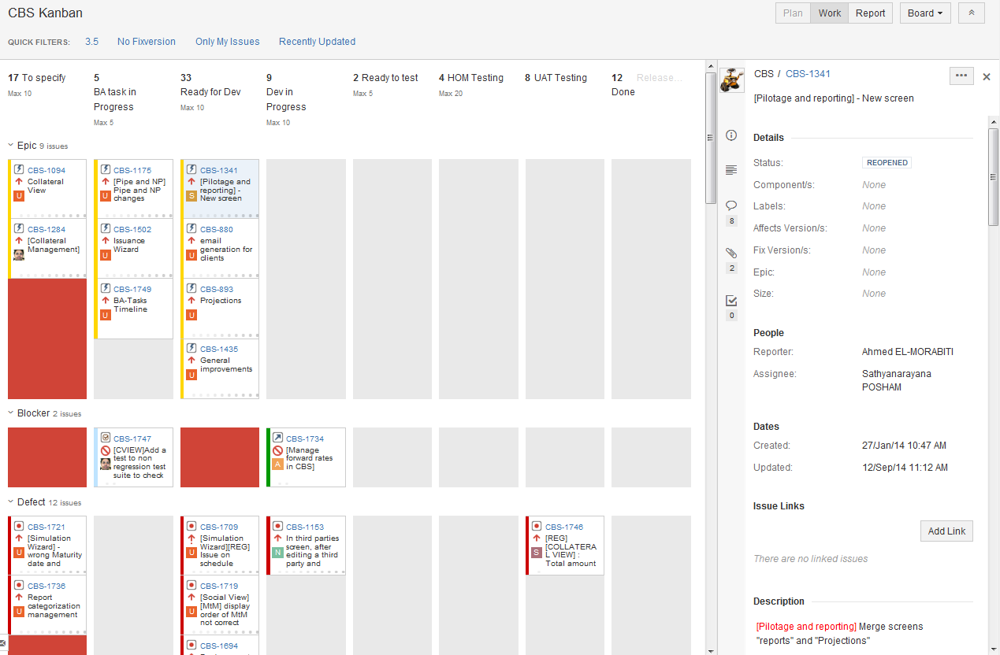 CBS Kanban
Plan Work Report Board
QUICK FILTERS: 3.5 No Fixversion Only My Issues Recently Updated
17 To specify
Max 10
5
BA task in
Progress
Max 5
33
Ready for Dev
Max 10
9
Dev in
Progress
Max 10
2 Ready to test
Max 5
4 HOM Testing
Max 20
8 UAT Testing
12
Done
Release...
Epic 9 issues
CBS-1094
Collateral
View
U
CBS-1175
[Pipe and NP]
Pipe and NP
changes
U
CBS-1341
[Pilotage and
reporting] -
New screen
S
CBS-1284
[Collateral
Management]
CBS-1502
Issuance
Wizard
U
CBS-880
email
generation for
clients
U
CBS-1749
BA-Tasks
Timeline
U
CBS-893
Projections
U
CBS-1435
General
improvements
U
Blocker 2 issues
CBS-1747
[CVIEW]Add a
test to non
regression test
suite to check
CBS-1734
[Manage
forward rates
in CBS]
A
Defect 12 issues
CBS-1721
[Simulation
Wizard] -
wrong Maturity
date and
U
CBS-1709
[Simulation
Wizard][REG]
Issue on
schedule
U
CBS-1153
In third parties
screen, after
editing a third
party and
N
CBS-1746
[REG]
[COLLATERA
L VIEW] :
Total amount
S
CBS-1736
Report
categorization
management
U
CBS-1719
[Social View]
[MtM] display
order of MtM
not correct
U
CBS-1694
CBS / CBS-1341
[Pilotage and reporting] - New screen
8
2
0
Details
Status: REOPENED
Component/s: None
Labels: None
Affects Version/s: None
Fix Version/s: None
Epic: None
Size: None
People
Reporter: Ahmed EL-MORABITI
Assignee: Sathyanarayana
POSHAM
Dates
Created: 27/Jan/14 10:47 AM
Updated: 12/Sep/14 11:12 AM
Issue Links
Add Link
There are no linked issues
Description
[Pilotage and reporting] Merge screens
"reports" and "Projections"